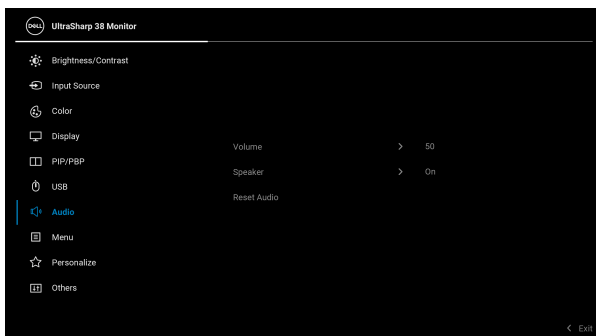 DELL UltraSharp 38 Monitor
Brightness/Contrast
Input Source
Color
Display
Volume > 50
PIP/PBP
Speaker > On
USB
Reset Audio
Audio
Menu
Personalize
Others
< Exit